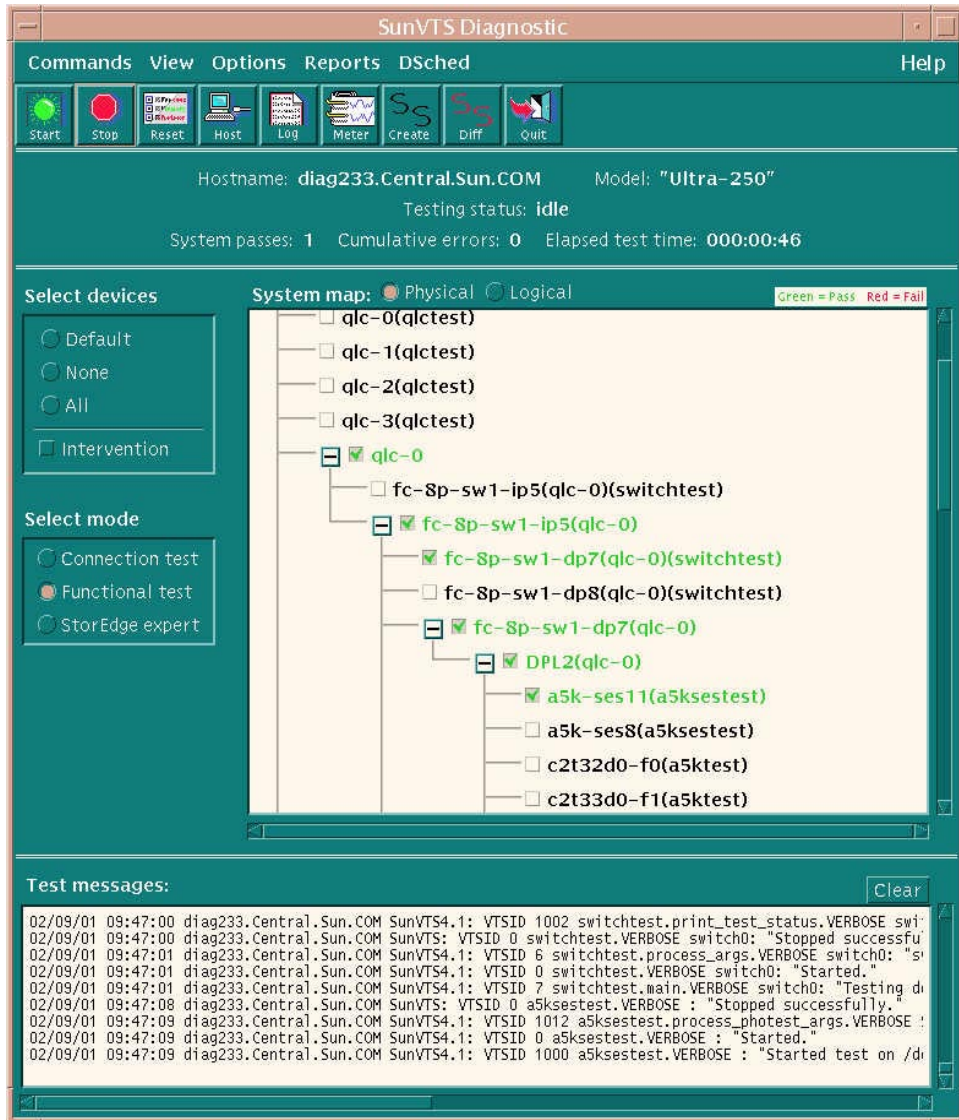 SunVTS Diagnostic
Commands View Options Reports DSched Help
Start Stop Reset Host Log Meter Create Diff Quit
Hostname: diag233.Central.Sun.COM Model: "Ultra-250"
Testing status: idle
System passes: 1 Cumulative errors: 0 Elapsed test time: 000:00:46
Select devices
Default
None
All
Intervention
Select mode
Connection test
Functional test
StorEdge expert
System map: Physical Logical
Green = Pass Red = Fail
qlc-0(qlctest)
qlc-1(qlctest)
qlc-2(qlctest)
qlc-3(qlctest)
qlc-0
fc-8p-sw1-ip5(qlc-0)(switchtest)
fc-8p-sw1-ip5(qlc-0)
fc-8p-sw1-dp7(qlc-0)(switchtest)
fc-8p-sw1-dp8(qlc-0)(switchtest)
fc-8p-sw1-dp7(qlc-0)
DPL2(qlc-0)
a5k-ses11(a5ksestest)
a5k-ses8(a5ksestest)
c2t32d0-f0(a5ktest)
c2t33d0-f1(a5ktest)
Test messages: Clear
02/09/01 09:47:00 diag233.Central.Sun.COM SunVTS4.1: VTSID 1002 switchtest.print_test_status.VERBOSE swi
02/09/01 09:47:00 diag233.Central.Sun.COM SunVTS: VTSID 0 switchtest.VERBOSE switch0: "Stopped successfu
02/09/01 09:47:01 diag233.Central.Sun.COM SunVTS4.1: VTSID 6 switchtest.process_args.VERBOSE switch0: "s
02/09/01 09:47:01 diag233.Central.Sun.COM SunVTS4.1: VTSID 0 switchtest.VERBOSE switch0: "Started."
02/09/01 09:47:01 diag233.Central.Sun.COM SunVTS4.1: VTSID 7 switchtest.main.VERBOSE switch0: "Testing d
02/09/01 09:47:08 diag233.Central.Sun.COM SunVTS: VTSID 0 a5ksestest.VERBOSE : "Stopped successfully."
02/09/01 09:47:09 diag233.Central.Sun.COM SunVTS4.1: VTSID 1012 a5ksestest.process_photest_args.VERBOSE
02/09/01 09:47:09 diag233.Central.Sun.COM SunVTS4.1: VTSID 0 a5ksestest.VERBOSE : "Started."
02/09/01 09:47:09 diag233.Central.Sun.COM SunVTS4.1: VTSID 1000 a5ksestest.VERBOSE : "Started test on /d